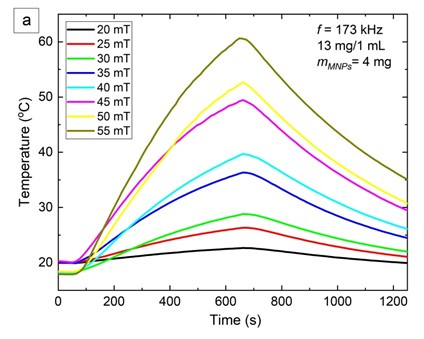 a
f = 173 kHz
13 mg/1 mL
mMNPs= 4 mg
20 mT
25 mT
30 mT
35 mT
40 mT
45 mT
50 mT
55 mT
Temperature (ºC)
60
50
40
30
20
0
200
400
600
800
1000
1200
Time (s)